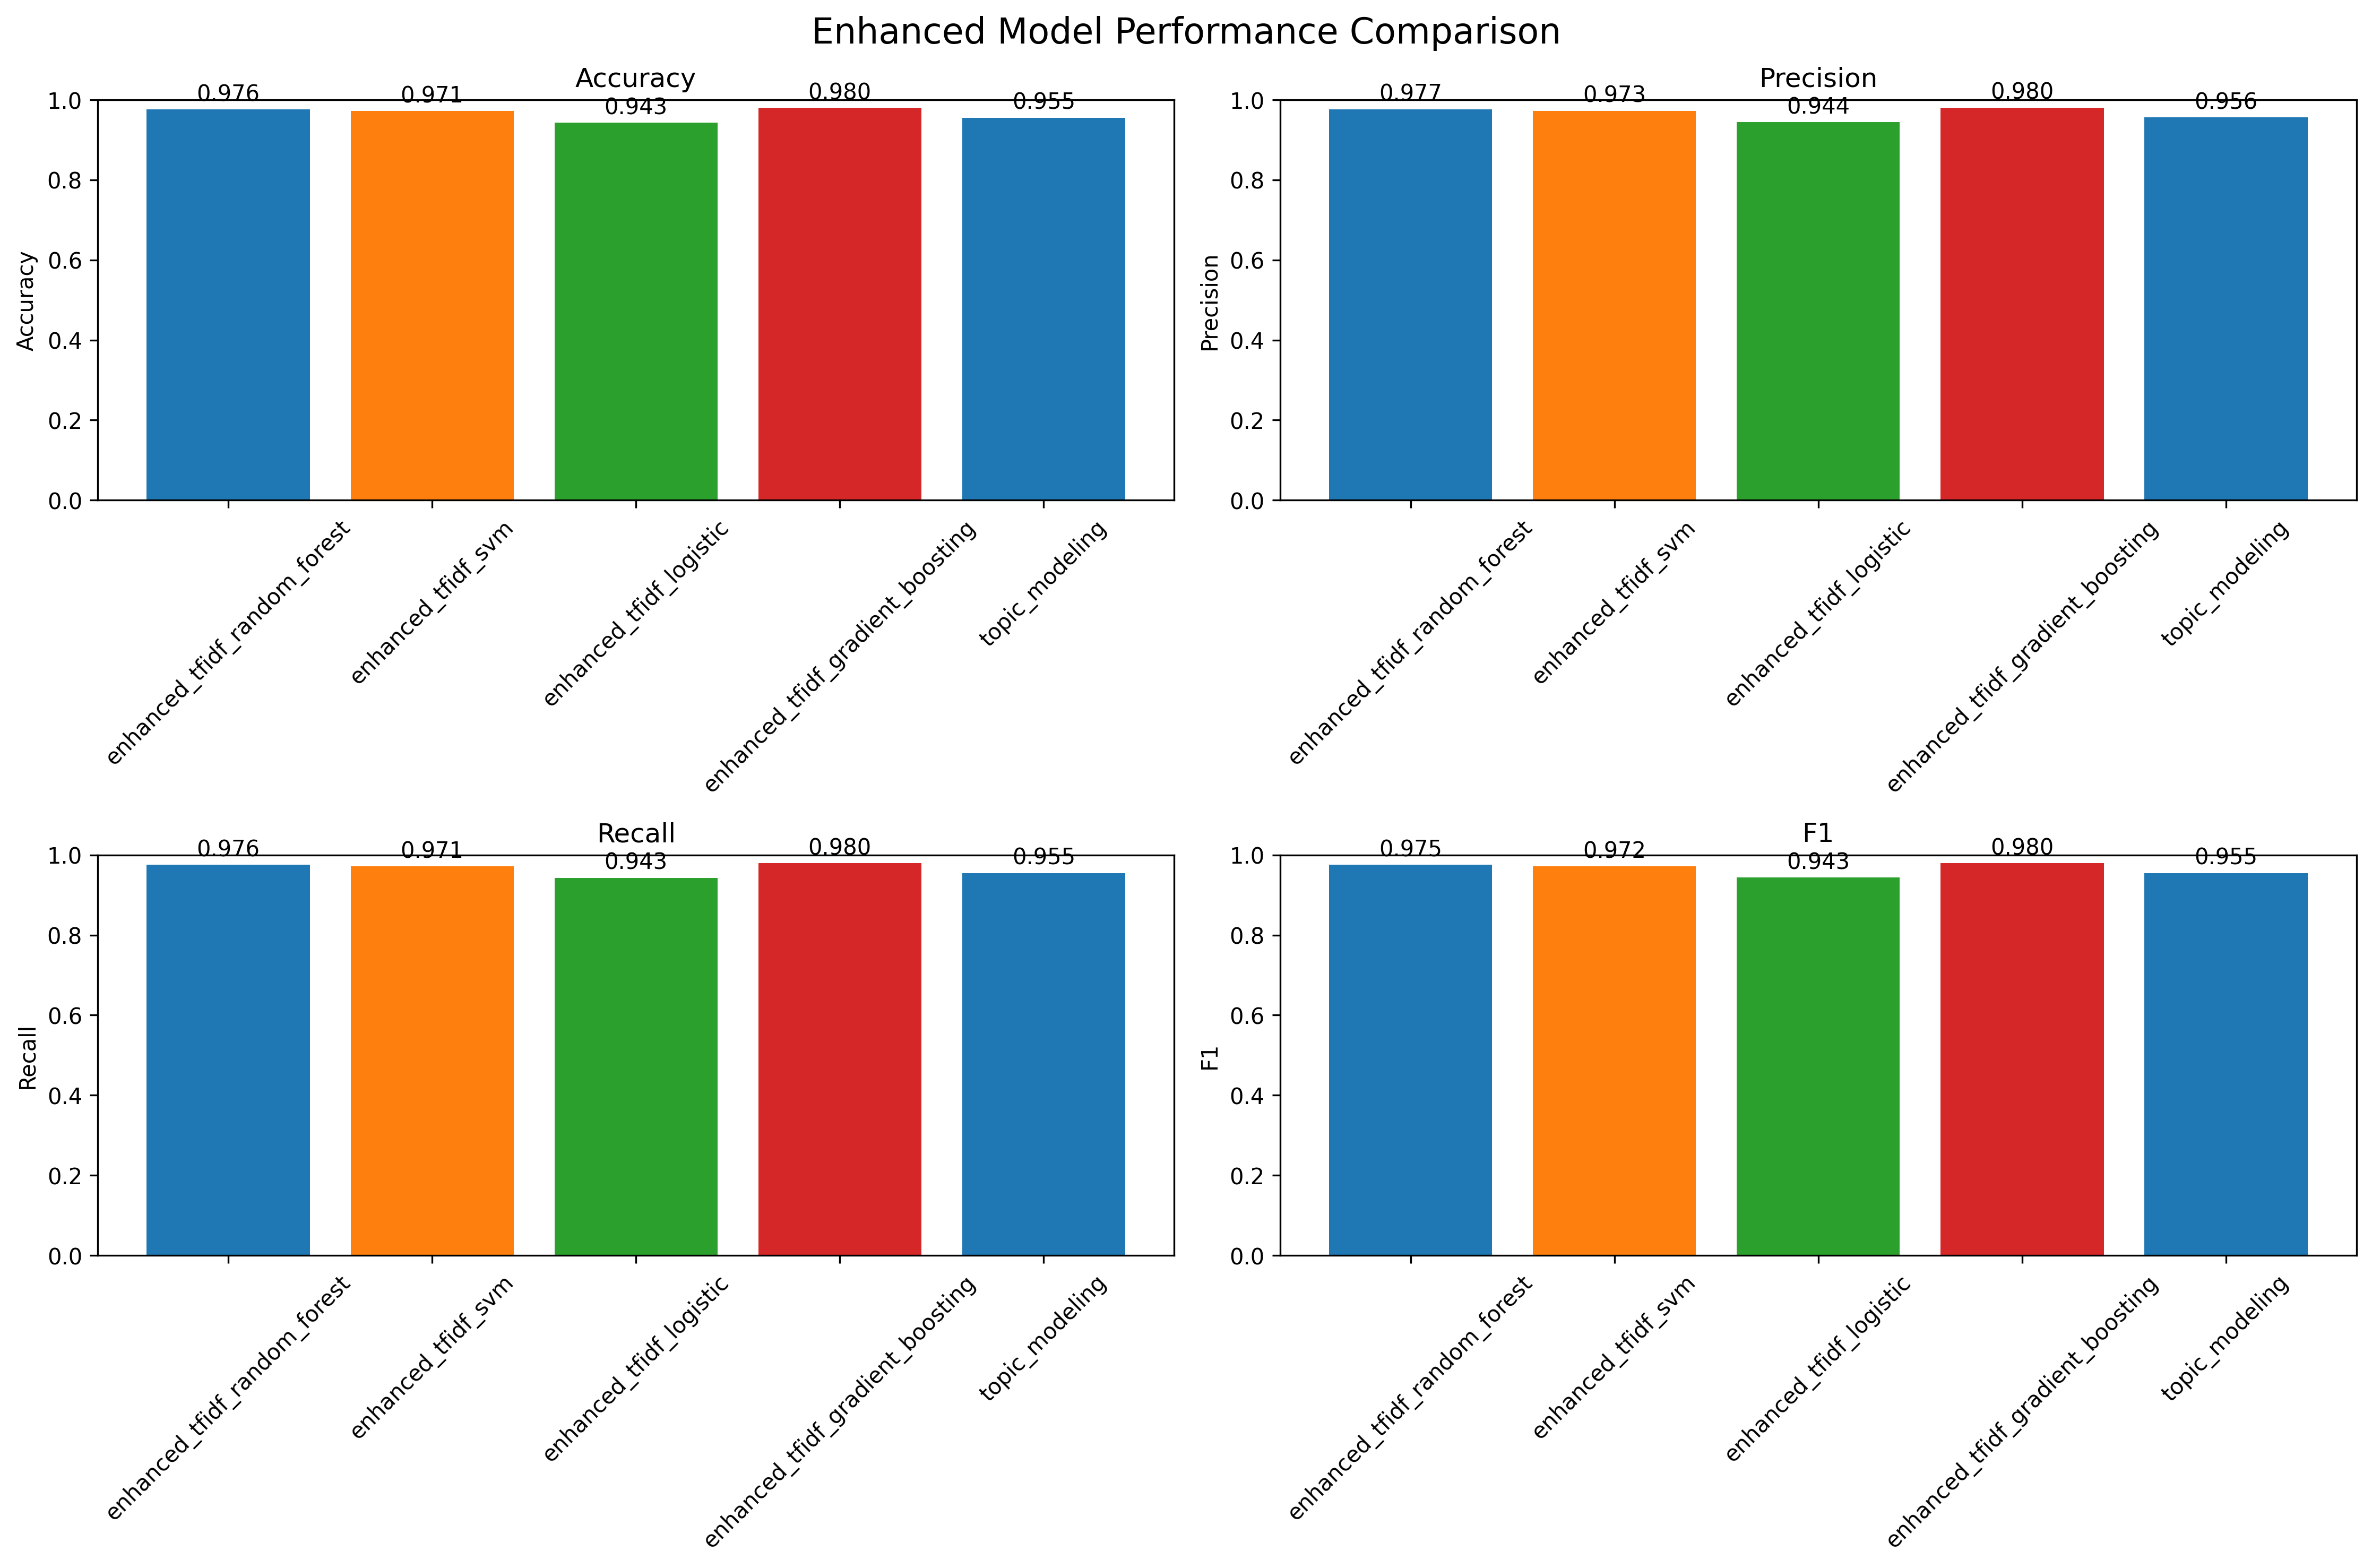 Enhanced Model Performance Comparison
Accuracy
0.976 0.971 0.943 0.980 0.955
1.0
0.8
0.6
0.4
0.2
0.0
Accuracy
enhanced_tfidf_random_forest
enhanced_tfidf_svm
enhanced_tfidf_logistic
enhanced_tfidf_gradient_boosting
topic_modeling
Precision
0.977 0.973 0.944 0.980 0.956
1.0
0.8
0.6
0.4
0.2
0.0
Precision
enhanced_tfidf_random_forest
enhanced_tfidf_svm
enhanced_tfidf_logistic
enhanced_tfidf_gradient_boosting
topic_modeling
Recall
0.976 0.971 0.943 0.980 0.955
1.0
0.8
0.6
0.4
0.2
0.0
Recall
enhanced_tfidf_random_forest
enhanced_tfidf_svm
enhanced_tfidf_logistic
enhanced_tfidf_gradient_boosting
topic_modeling
F1
0.975 0.972 0.943 0.980 0.955
1.0
0.8
0.6
0.4
0.2
0.0
F1
enhanced_tfidf_random_forest
enhanced_tfidf_svm
enhanced_tfidf_logistic
enhanced_tfidf_gradient_boosting
topic_modeling